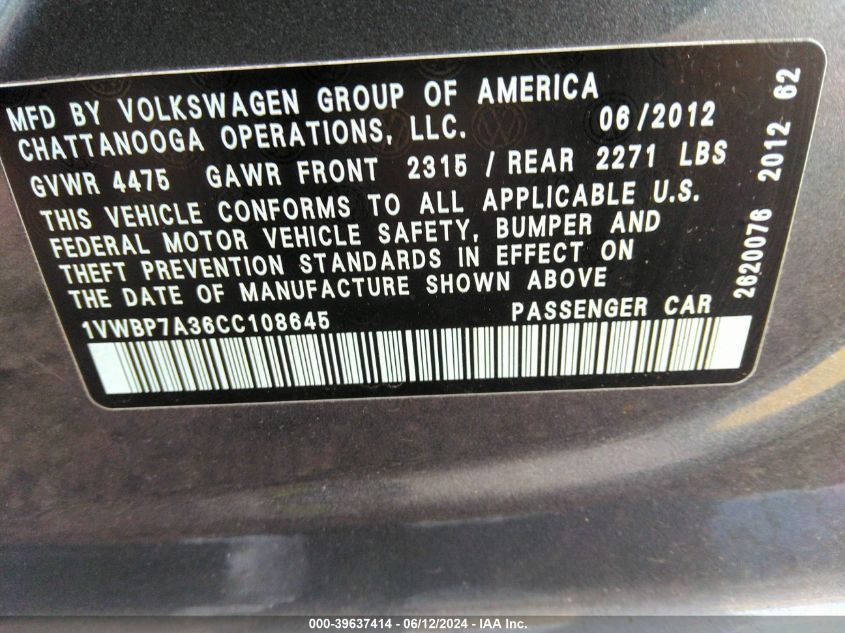 MFD BY VOLKSWAGEN GROUP OF AMERICA
CHATTANOOGA OPERATIONS, LLC. 06/2012
GVWR 4475 GAWR FRONT 2315 / REAR 2271 LBS
THIS VEHICLE CONFORMS TO ALL APPLICABLE U.S.
FEDERAL MOTOR VEHICLE SAFETY, BUMPER AND
THEFT PREVENTION STANDARDS IN EFFECT ON
THE DATE OF MANUFACTURE SHOWN ABOVE
1VWBP7A36CC108645 PASSENGER CAR
2620076 2012 62
000-39637414 - 06/12/2024 - IAA Inc.